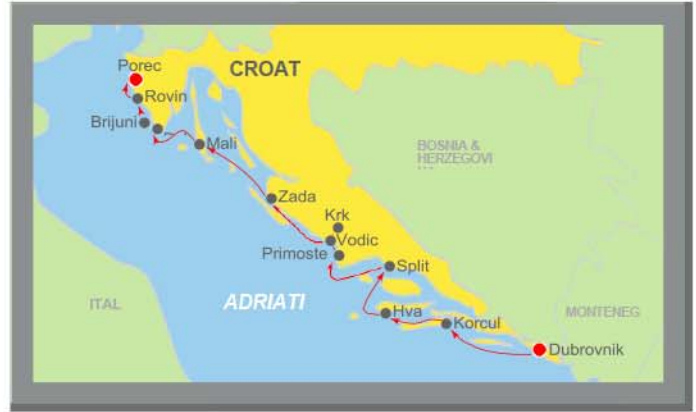 Porec
CROAT
Rovin
Brijuni
Mali
BOSNIA &
HERZEGOVI
...
Zada
Krk
Vodic
Primoste
Split
ITAL
ADRIATI
Hva
Korcul
MONTENEG
Dubrovnik